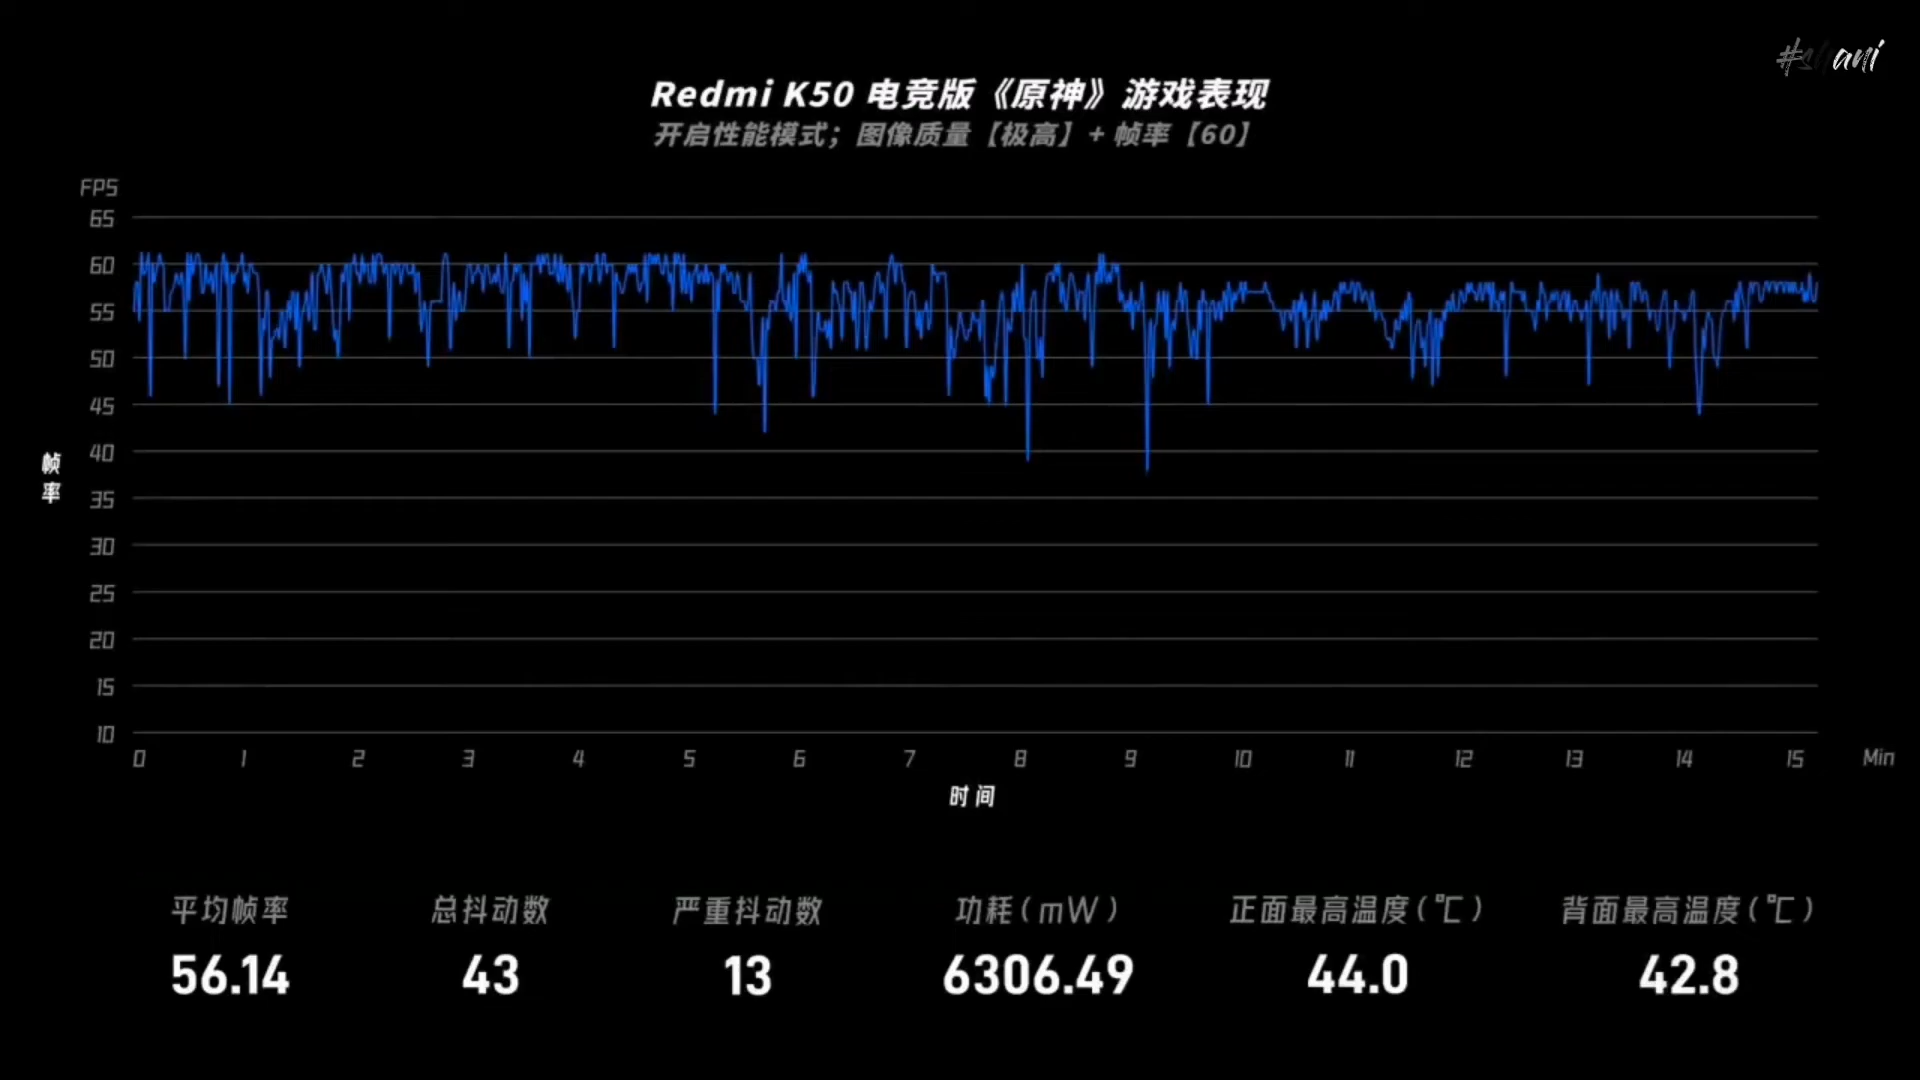 #shani
Redmi K50 电竞版《原神》游戏表现
开启性能模式；图像质量【极高】+ 帧率【60】
FPS
65
60
55
50
45
40
35
30
25
20
15
10
帧率
0 1 2 3 4 5 6 7 8 9 10 11 12 13 14 15 Min
时间
平均帧率 总抖动数 严重抖动数 功耗(mW) 正面最高温度(℃) 背面最高温度(℃)
56.14 43 13 6306.49 44.0 42.8